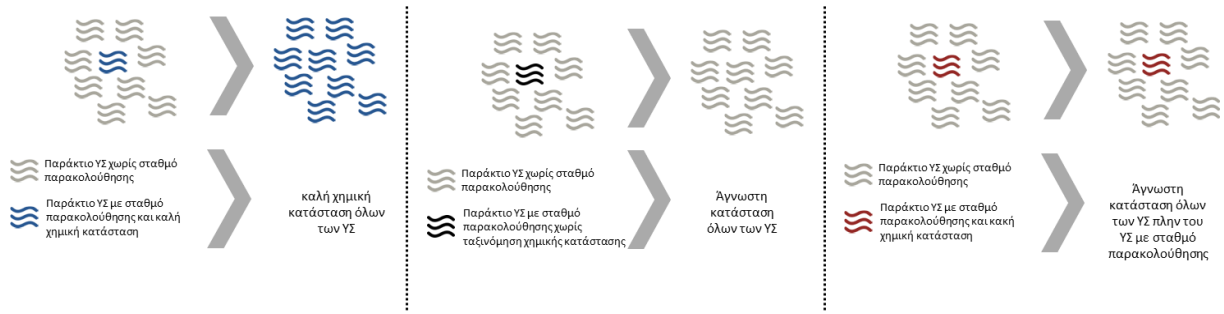 Παράκτιο ΥΣ χωρίς σταθμό
παρακολούθησης
Παράκτιο ΥΣ με σταθμό
παρακολούθησης και καλή
χημική κατάσταση
καλή χημική
κατάσταση όλων
των ΥΣ
Παράκτιο ΥΣ χωρίς σταθμό
παρακολούθησης
Παράκτιο ΥΣ με σταθμό
παρακολούθησης χωρίς
ταξινόμηση χημικής κατάστασης
Άγνωστη
κατάσταση
όλων των ΥΣ
Παράκτιο ΥΣ χωρίς σταθμό
παρακολούθησης
Παράκτιο ΥΣ με σταθμό
παρακολούθησης και κακή
χημική κατάσταση
Άγνωστη
κατάσταση όλων
των ΥΣ πλην του
ΥΣ με σταθμό
παρακολούθησης